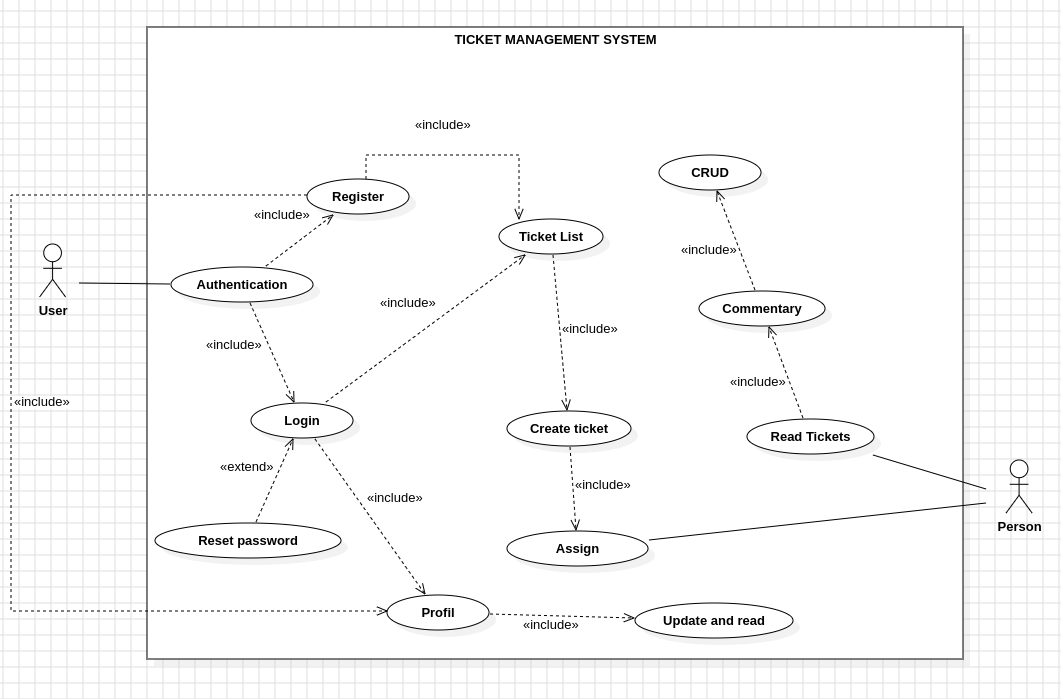 TICKET MANAGEMENT SYSTEM
«include»
CRUD
Register
«include»
Ticket List
«include»
Authentication
User
«include»
Commentary
«include»
«include»
«include»
«include»
Login
Create ticket
Read Tickets
«extend»
«include»
«include»
Person
Reset password
Assign
Profil
Update and read
«include»